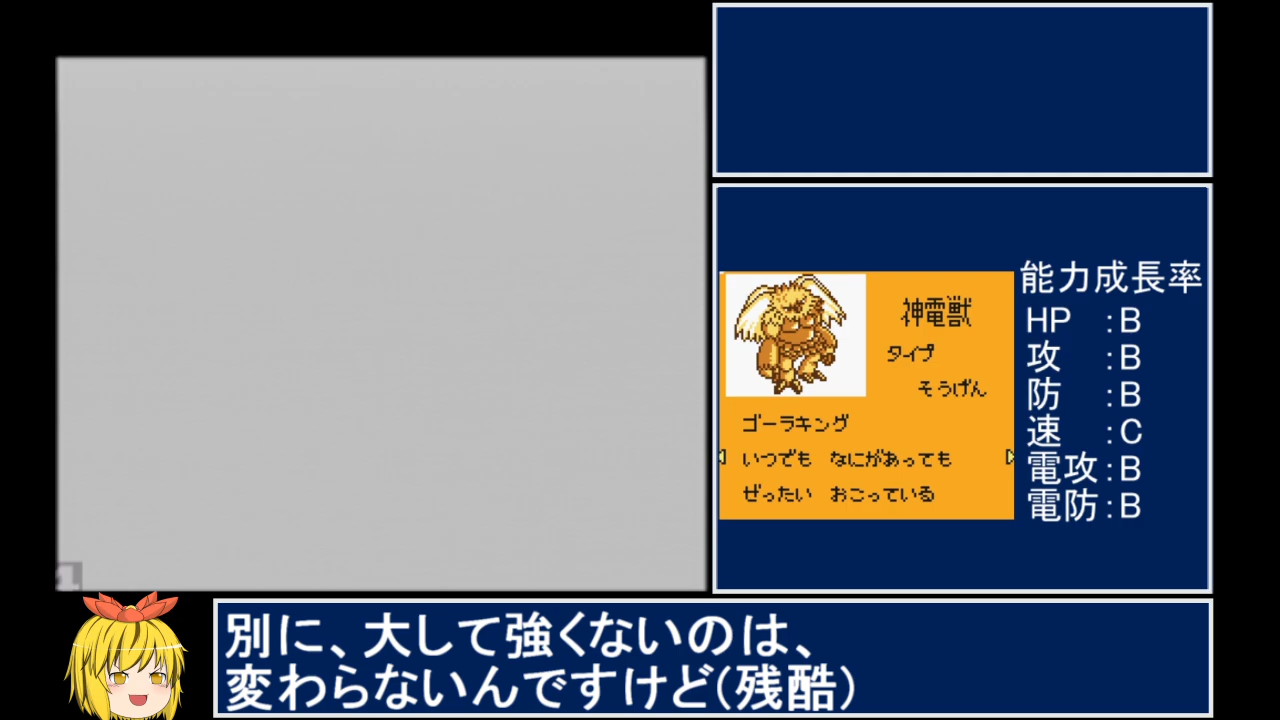 神電獣
タイプ
そうげん
ゴーラキング
いつでも なにがあっても
ぜったい おこっている
能力成長率
HP :B
攻 :B
防 :B
速 :C
電攻:B
電防:B
1
別に、大して強くないのは、
変わらないんですけど(残酷)